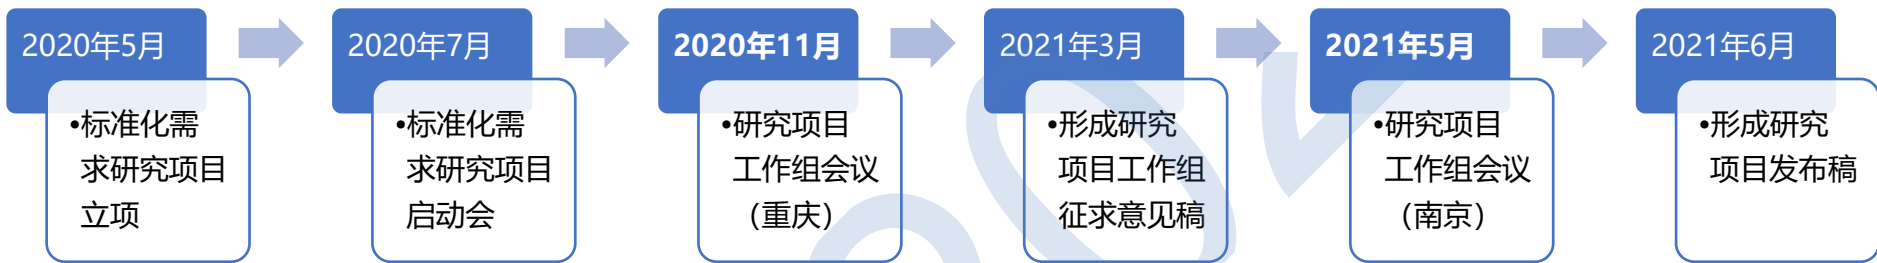 2020年5月
•标准化需
求研究项目
立项
2020年7月
•标准化需
求研究项目
启动会
2020年11月
•研究项目
工作组会议
（重庆）
2021年3月
•形成研究
项目工作组
征求意见稿
2021年5月
•研究项目
工作组会议
（南京）
2021年6月
•形成研究
项目发布稿